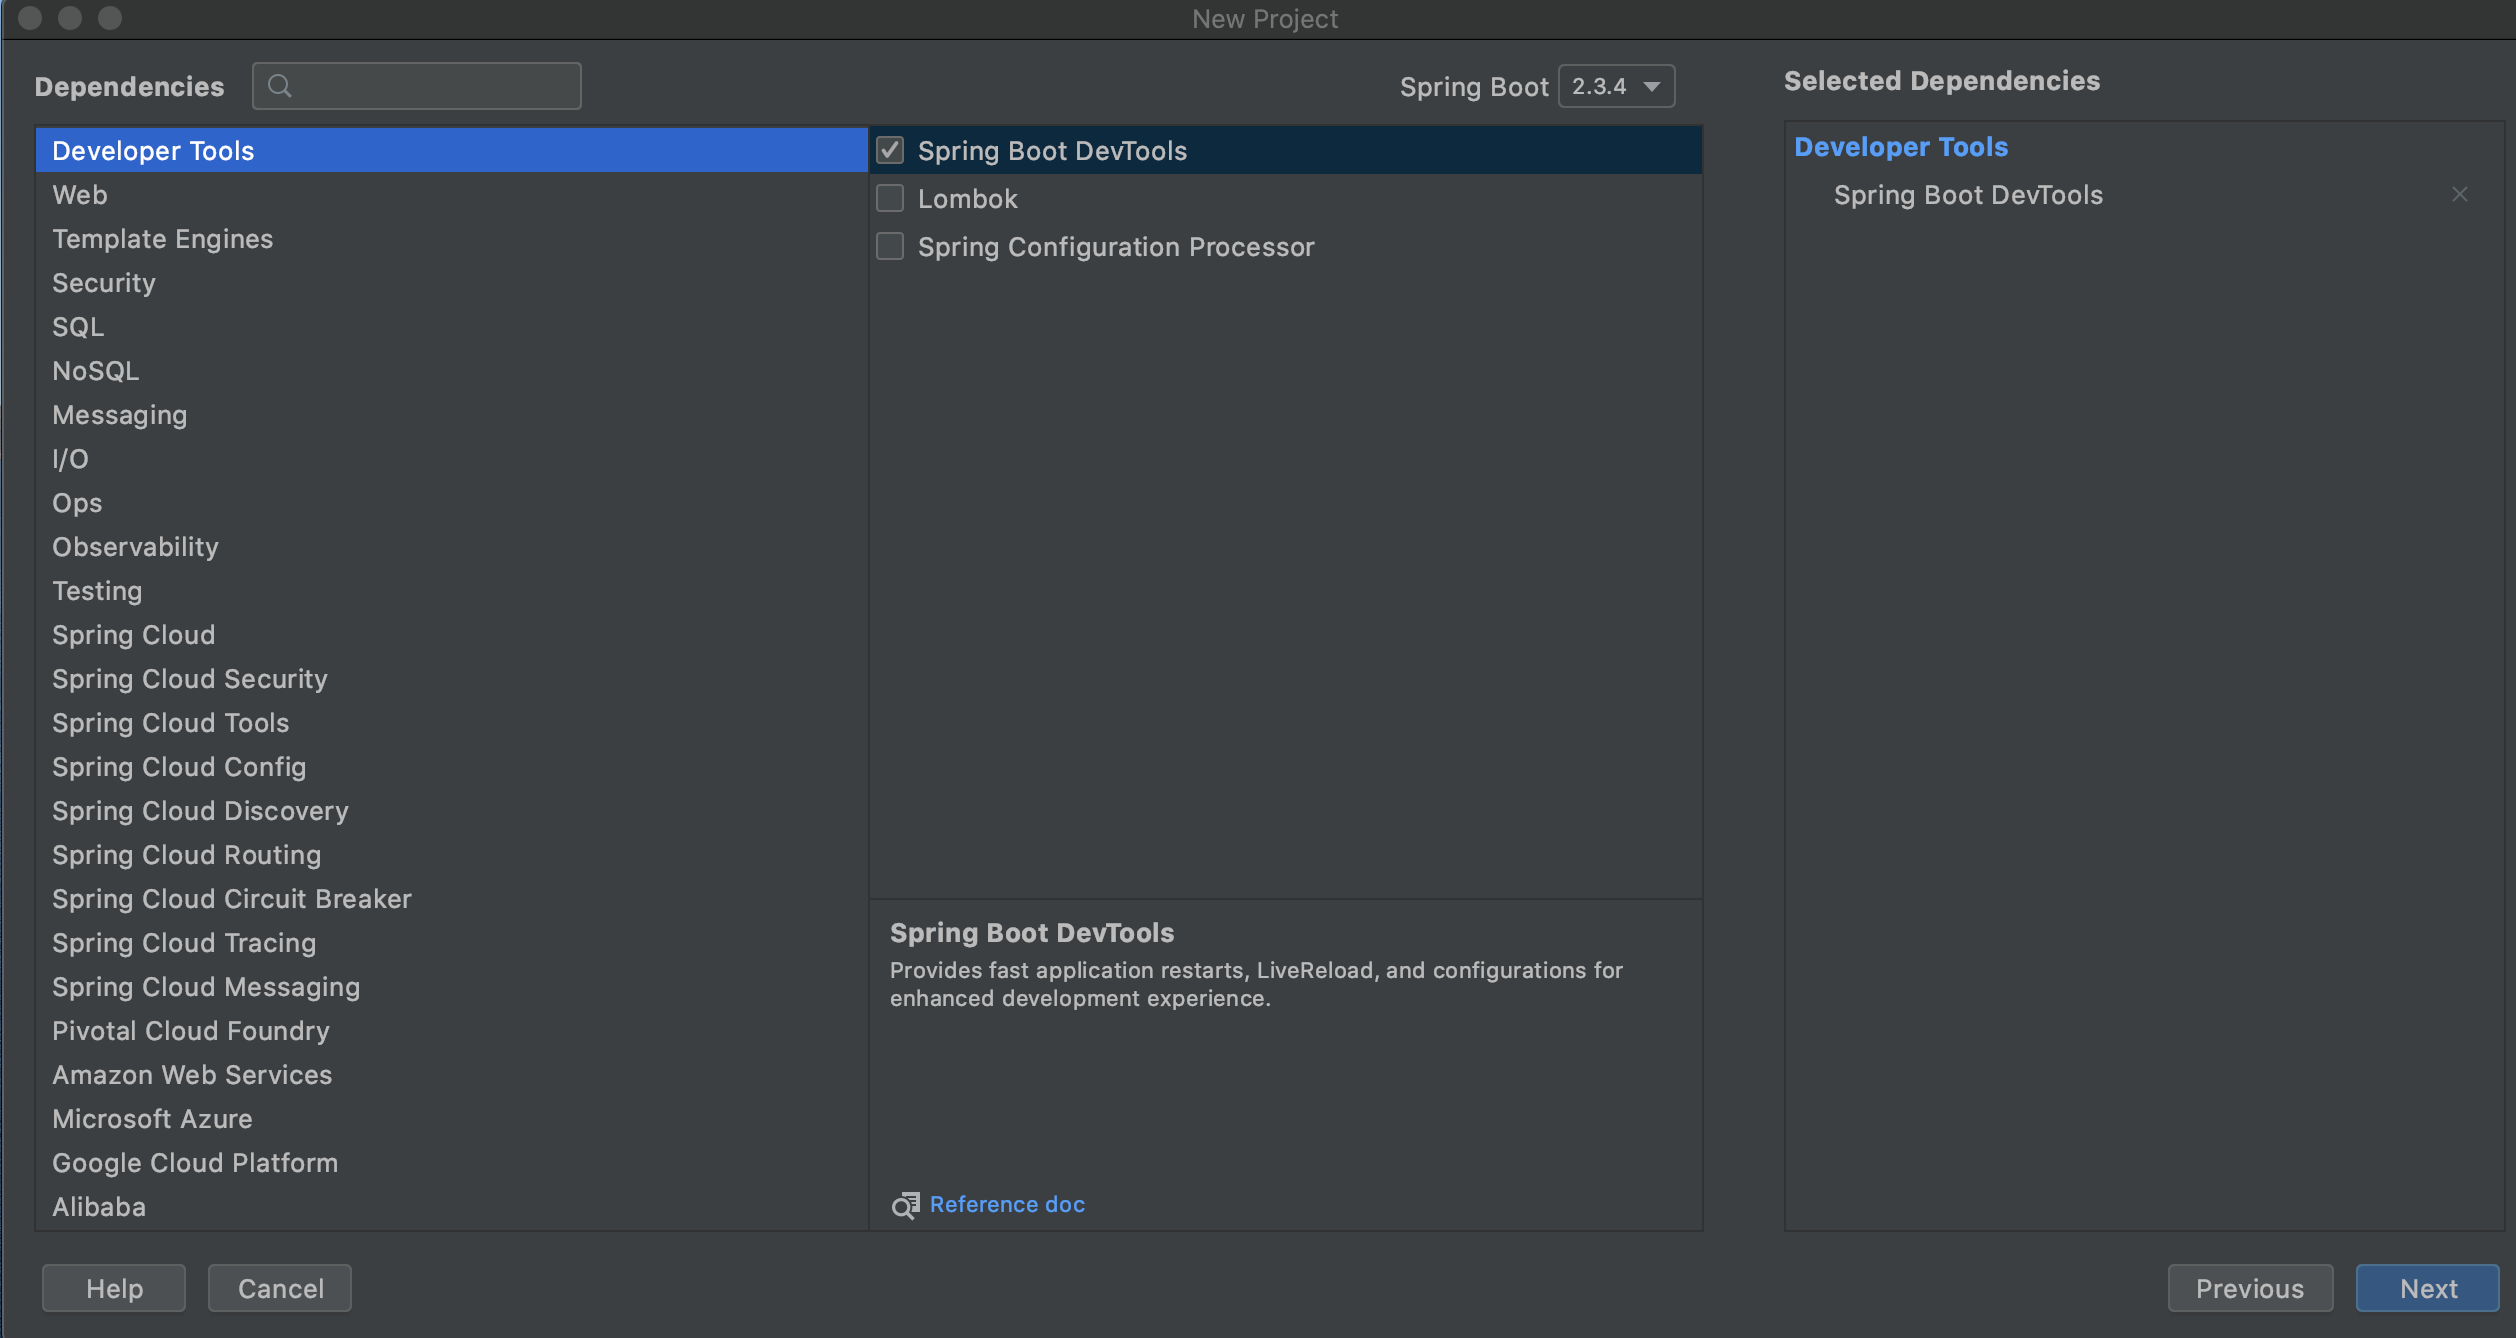 New Project
Dependencies
Spring Boot 2.3.4
Selected Dependencies
Developer Tools
Web
Template Engines
Security
SQL
NoSQL
Messaging
I/O
Ops
Observability
Testing
Spring Cloud
Spring Cloud Security
Spring Cloud Tools
Spring Cloud Config
Spring Cloud Discovery
Spring Cloud Routing
Spring Cloud Circuit Breaker
Spring Cloud Tracing
Spring Cloud Messaging
Pivotal Cloud Foundry
Amazon Web Services
Microsoft Azure
Google Cloud Platform
Alibaba
Spring Boot DevTools
Lombok
Spring Configuration Processor
Spring Boot DevTools
Provides fast application restarts, LiveReload, and configurations for
enhanced development experience.
Reference doc
Developer Tools
Spring Boot DevTools
Help
Cancel
Previous
Next